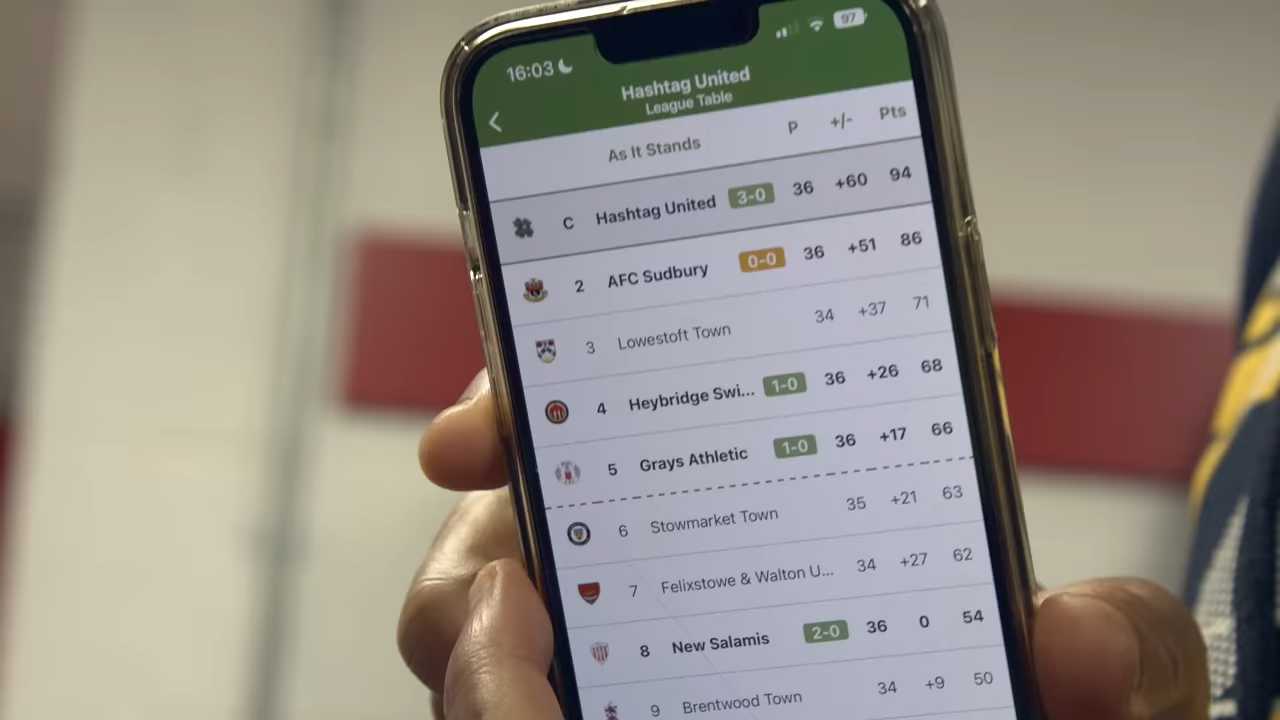 16:03
97
Hashtag United
League Table
As It Stands P +/- Pts
C Hashtag United 3-0 36 +60 94
2 AFC Sudbury 0-0 36 +51 86
3 Lowestoft Town 34 +37 71
4 Heybridge Swi... 1-0 36 +26 68
5 Grays Athletic 1-0 36 +17 66
6 Stowmarket Town 35 +21 63
7 Felixstowe & Walton U... 34 +27 62
8 New Salamis 2-0 36 0 54
9 Brentwood Town 34 +9 50